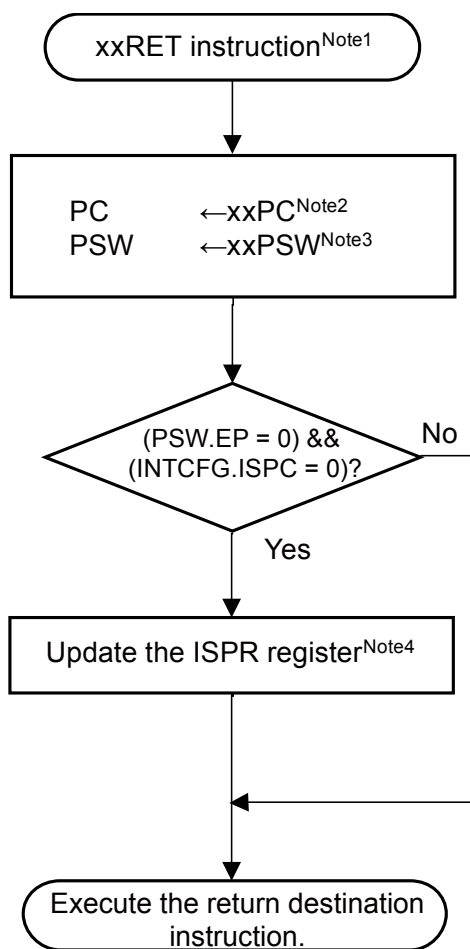 xxRET instructionNote1
PC ←xxPCNote2
PSW ←xxPSWNote3
(PSW.EP = 0) &&
(INTCFG.ISPC = 0)?
No
Yes
Update the ISPR registerNote4
Execute the return destination
instruction.